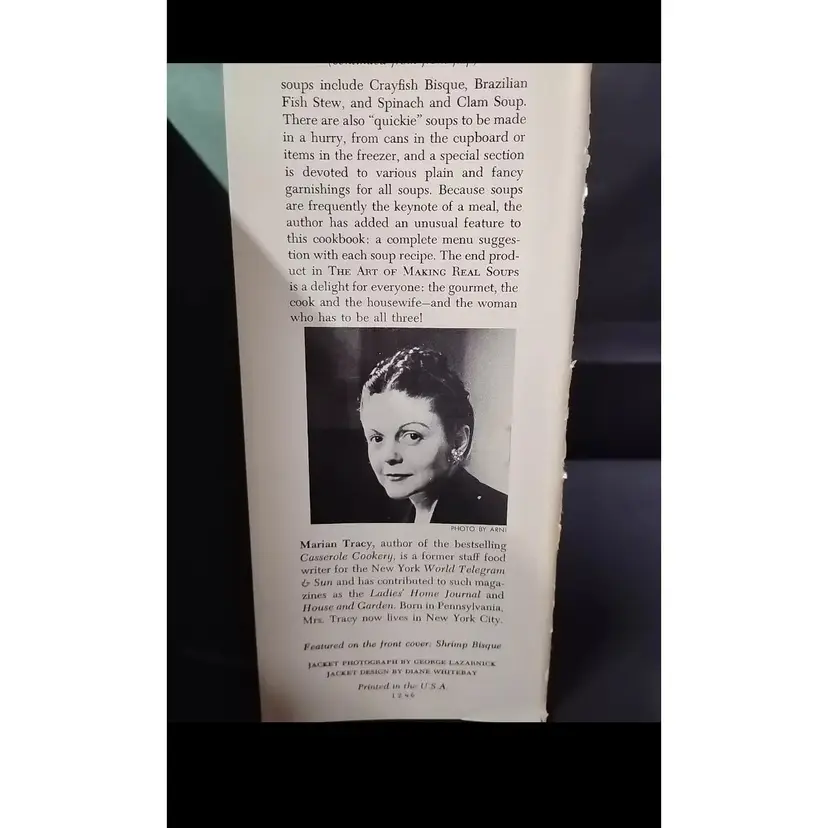 soups include Crayfish Bisque, Brazilian
Fish Stew, and Spinach and Clam Soup.
There are also “quickie” soups to be made
in a hurry, from cans in the cupboard or
items in the freezer, and a special section
is devoted to various plain and fancy
garnishings for all soups. Because soups
are frequently the keynote of a meal, the
author has added an unusual feature to
this cookbook: a complete menu sugges-
tion with each soup recipe. The end prod-
uct in THE ART OF MAKING REAL SOUPS
is a delight for everyone: the gourmet, the
cook and the housewife—and the woman
who has to be all three!
PHOTO BY ARNI
Marian Tracy, author of the bestselling
Casserole Cookery, is a former staff food
writer for the New York World Telegram
& Sun and has contributed to such maga-
zines as the Ladies' Home Journal and
House and Garden. Born in Pennsylvania,
Mrs. Tracy now lives in New York City.
Featured on the front cover: Shrimp Bisque
JACKET PHOTOGRAPH BY GEORGE LAZARNICK
JACKET DESIGN BY DIANE WHITEBAY
Printed in the U.S.A.